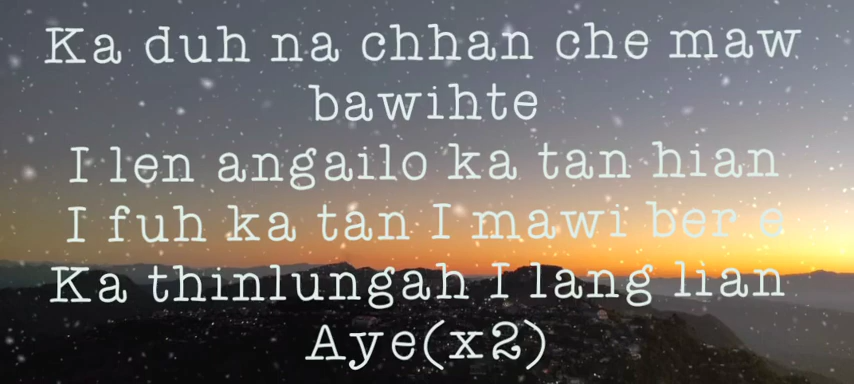 Ka duh na chhan che maw
bawihte
I len angailo ka tan hian
I fuh ka tan I mawi ber e
Ka thinlungah I lang lian
Aye(x2)